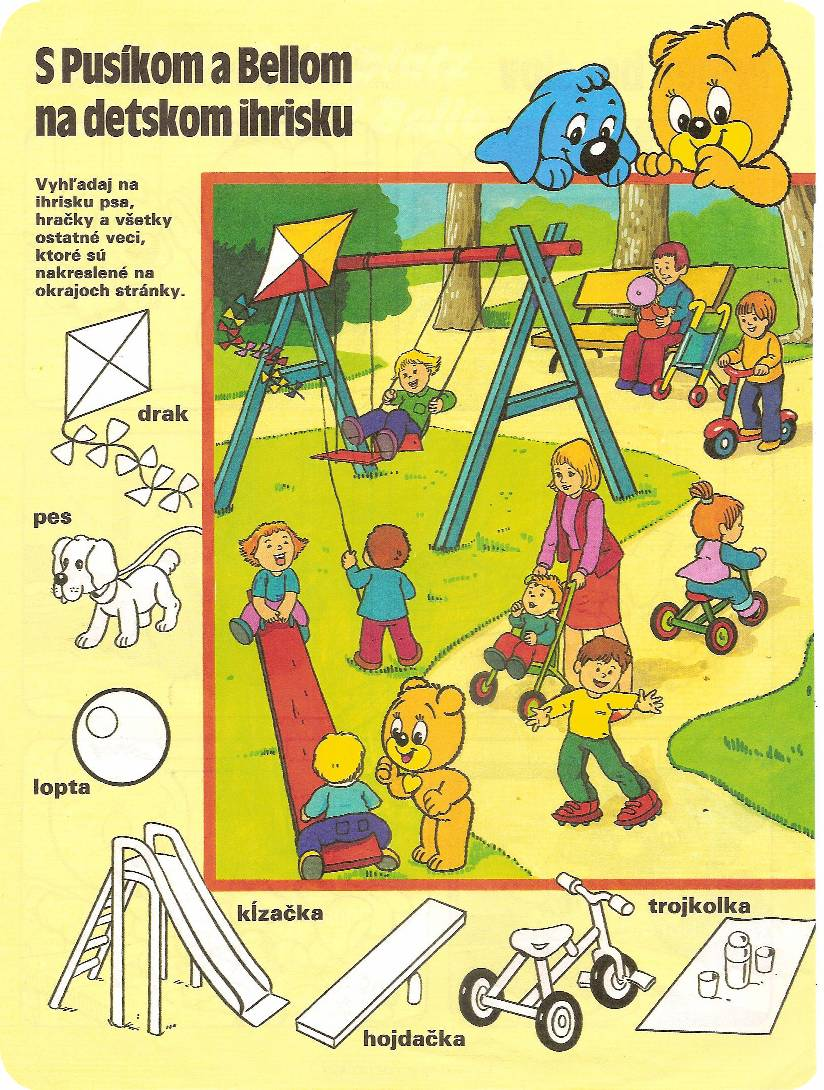 S Pusíkom a Bellom
na detskom ihrisku
Vyhľadaj na
ihrisku psa,
hračky a všetky
ostatné veci,
ktoré sú
nakreslené na
okrajoch stránky.
drak
pes
lopta
kĺzačka
trojkolka
hojdačka